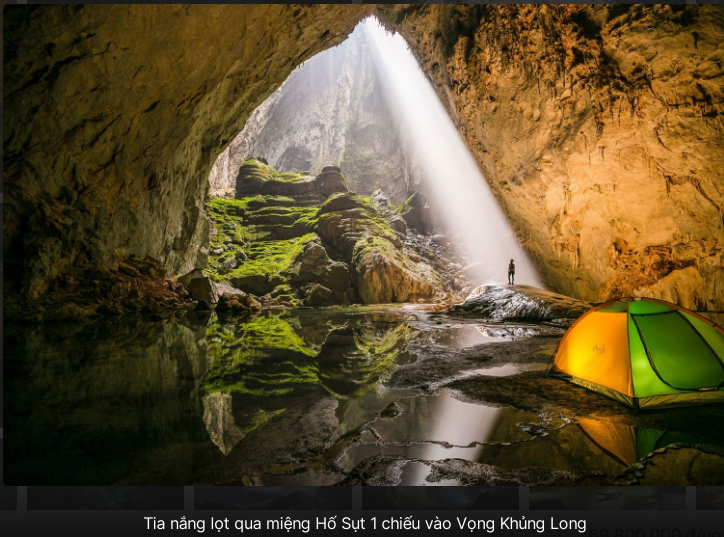 Tia nắng lọt qua miệng Hố Sụt 1 chiếu vào Vọng Khủng Long